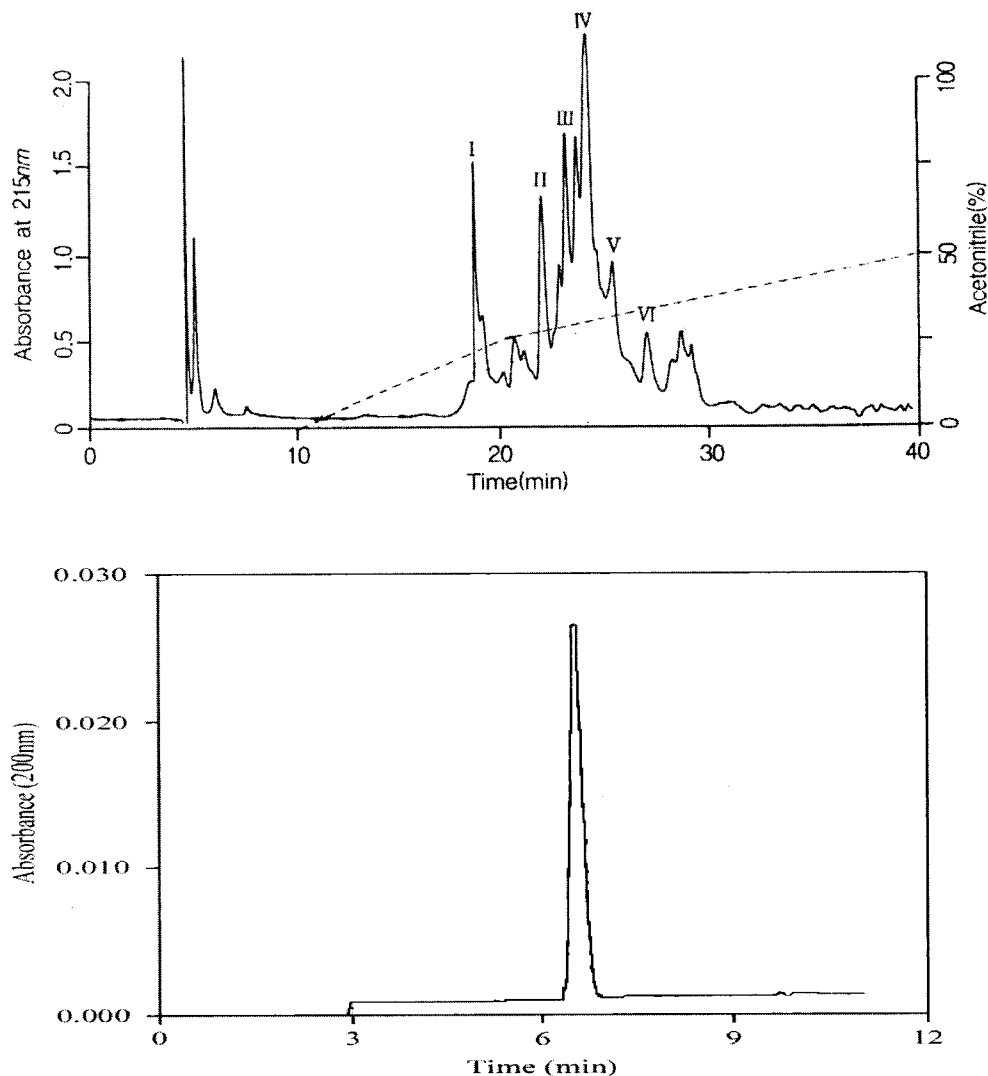 IV
III
I
II
V
VI
2.0
1.5
1.0
0.5
0
Absorbance at 215nm
100
50
0
Acetonitrile(%)
0 10 20 30 40
Time(min)
0.030
0.020
0.010
0.000
Absorbance (200nm)
0 3 6 9 12
Time (min)